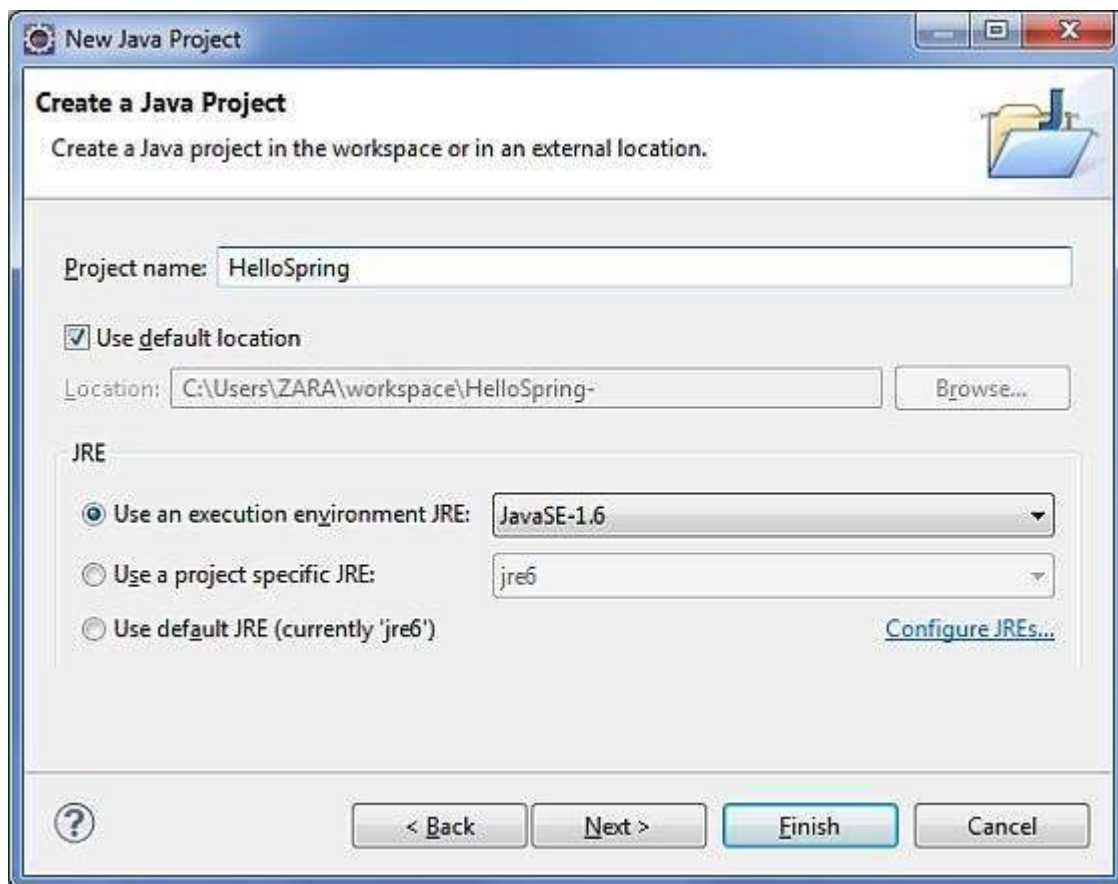 New Java Project
Create a Java Project
Create a Java project in the workspace or in an external location.
Project name: HelloSpring
Use default location
Location: C:\Users\ZARA\workspace\HelloSpring- Browse...
JRE
Use an execution environment JRE: JavaSE-1.6
Use a project specific JRE: jre6
Use default JRE (currently 'jre6') Configure JREs...
? < Back Next > Finish Cancel